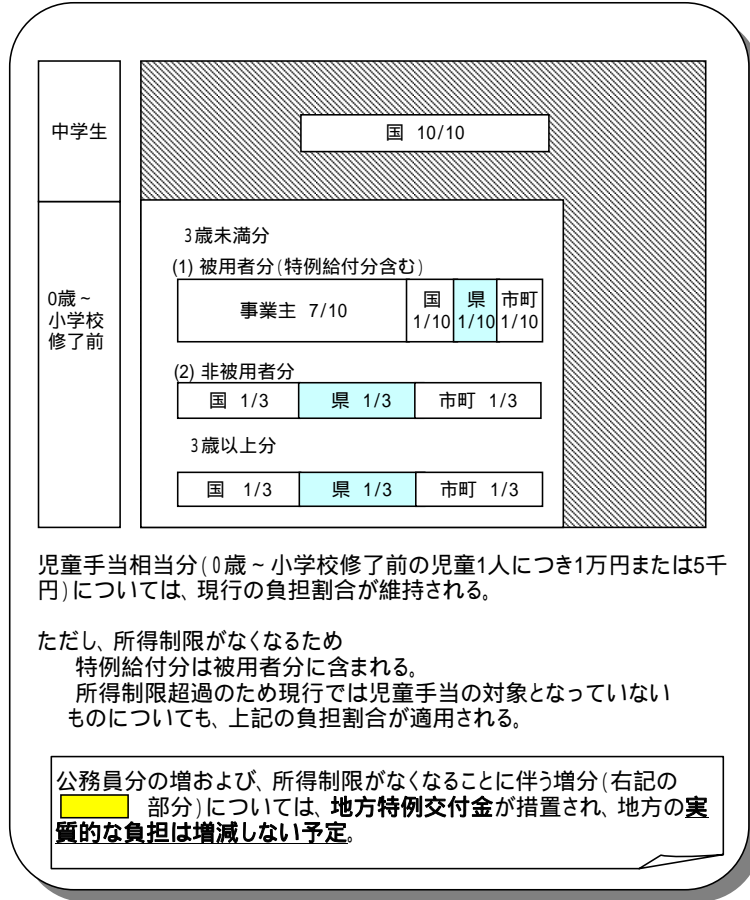 中学生
国 10/10
0歳~
小学校
修了前
3歳未満分
(1) 被用者分(特例給付分含む)
事業主 7/10
国 1/10
県 1/10
市町 1/10
(2) 非被用者分
国 1/3
県 1/3
市町 1/3
3歳以上分
国 1/3
県 1/3
市町 1/3
児童手当相当分(0歳~小学校修了前の児童1人につき1万円または5千
円)については、現行の負担割合が維持される。
ただし、所得制限がなくなるため
特例給付分は被用者分に含まれる。
所得制限超過のため現行では児童手当の対象となっていない
ものについても、上記の負担割合が適用される。
公務員分の増および、所得制限がなくなることに伴う増分(右記の
部分)については、地方特例交付金が措置され、地方の実
質的な負担は増減しない予定。